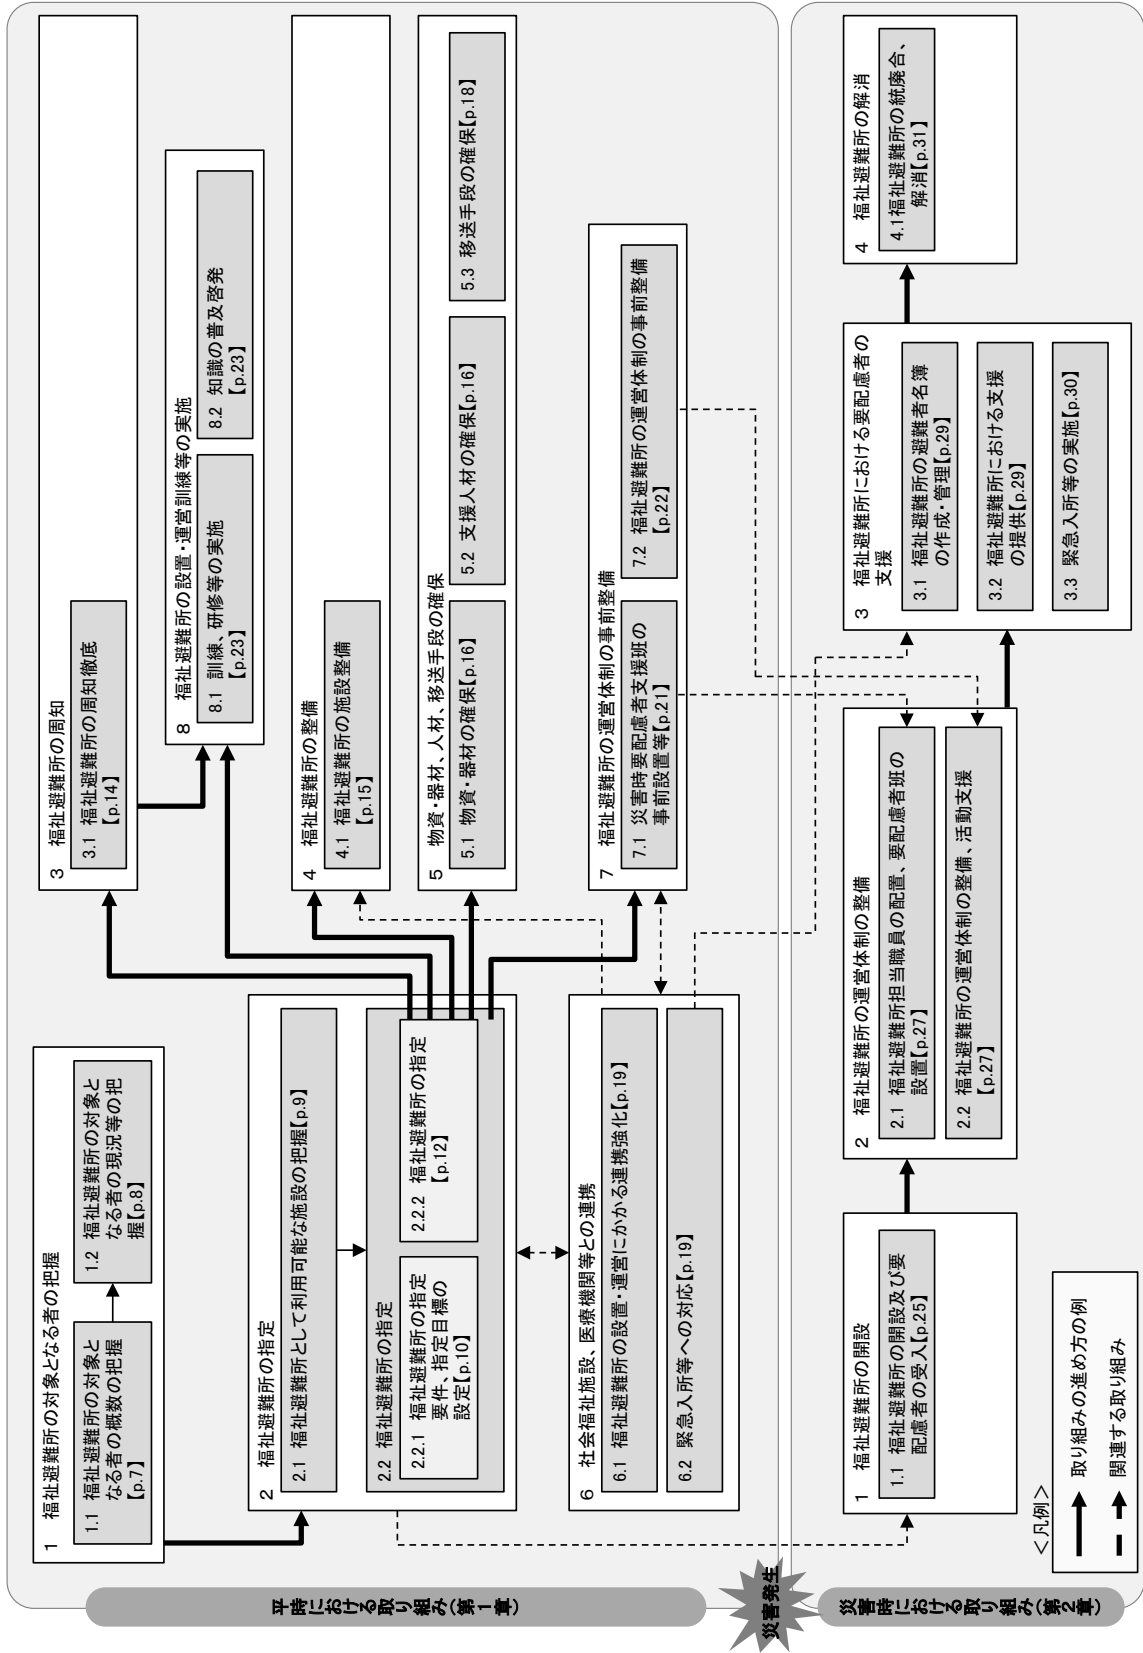 平時における取り組み(第1章)
1 福祉避難所の対象となる者の把握
1.1 福祉避難所の対象と
なる者の概数の把握
【p.7】
1.2 福祉避難所の対象と
なる者の現況等の把
握【p.8】
2 福祉避難所の指定
2.1 福祉避難所として利用可能な施設の把握【p.9】
2.2 福祉避難所の指定
2.2.1 福祉避難所の指定
要件、指定目標の
設定【p.10】
2.2.2 福祉避難所の指定
【p.12】
3 福祉避難所の周知
3.1 福祉避難所の周知徹底
【p.14】
8 福祉避難所の設置・運営訓練等の実施
8.1 訓練、研修等の実施
【p.23】
8.2 知識の普及啓発
【p.23】
4 福祉避難所の整備
4.1 福祉避難所の施設整備
【p.15】
5 物資・器材、人材、移送手段の確保
5.1 物資・器材の確保【p.16】
5.2 支援人材の確保【p.16】
5.3 移送手段の確保【p.18】
6 社会福祉施設、医療機関等との連携
6.1 福祉避難所の設置・運営にかかる連携強化【p.19】
6.2 緊急入所等への対応【p.19】
7 福祉避難所の運営体制の事前整備
7.1 災害時要配慮者支援班の
事前設置等【p.21】
7.2 福祉避難所の運営体制の事前整備
【p.22】
災害発生
災害時における取り組み(第2章)
1 福祉避難所の開設
1.1 福祉避難所の開設及び要
配慮者の受入【p.25】
2 福祉避難所の運営体制の整備
2.1 福祉避難所担当職員の配置、要配慮者班の
設置【p.27】
2.2 福祉避難所の運営体制の整備、活動支援
【p.27】
3 福祉避難所における要配慮者の
支援
3.1 福祉避難所の避難者名簿
の作成・管理【p.29】
3.2 福祉避難所における支援
の提供【p.29】
3.3 緊急入所等の実施【p.30】
4 福祉避難所の解消
4.1福祉避難所の統廃合、
解消【p.31】
＜凡例＞
取り組みの進め方の例
関連する取り組み